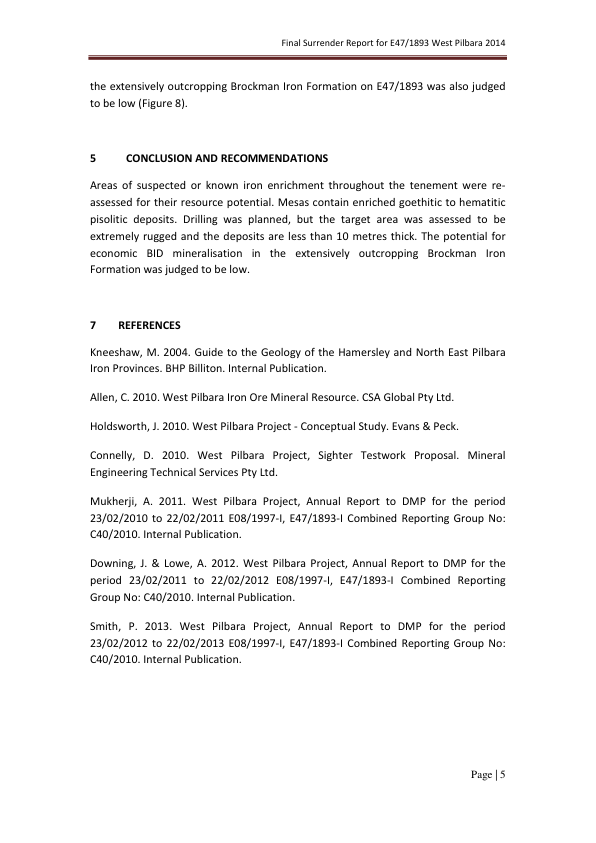 Final Surrender Report for E47/1893 West Pilbara 2014
the extensively outcropping Brockman Iron Formation on E47/1893 was also judged
to be low (Figure 8).
5 CONCLUSION AND RECOMMENDATIONS
Areas of suspected or known iron enrichment throughout the tenement were re-
assessed for their resource potential. Mesas contain enriched goethitic to hematitic
pisolitic deposits. Drilling was planned, but the target area was assessed to be
extremely rugged and the deposits are less than 10 metres thick. The potential for
economic BID mineralisation in the extensively outcropping Brockman Iron
Formation was judged to be low.
7 REFERENCES
Kneeshaw, M. 2004. Guide to the Geology of the Hamersley and North East Pilbara
Iron Provinces. BHP Billiton. Internal Publication.
Allen, C. 2010. West Pilbara Iron Ore Mineral Resource. CSA Global Pty Ltd.
Holdsworth, J. 2010. West Pilbara Project - Conceptual Study. Evans & Peck.
Connelly, D. 2010. West Pilbara Project, Sighter Testwork Proposal. Mineral
Engineering Technical Services Pty Ltd.
Mukherji, A. 2011. West Pilbara Project, Annual Report to DMP for the period
23/02/2010 to 22/02/2011 E08/1997-I, E47/1893-I Combined Reporting Group No:
C40/2010. Internal Publication.
Downing, J. & Lowe, A. 2012. West Pilbara Project, Annual Report to DMP for the
period 23/02/2011 to 22/02/2012 E08/1997-I, E47/1893-I Combined Reporting
Group No: C40/2010. Internal Publication.
Smith, P. 2013. West Pilbara Project, Annual Report to DMP for the period
23/02/2012 to 22/02/2013 E08/1997-I, E47/1893-I Combined Reporting Group No:
C40/2010. Internal Publication.
Page | 5